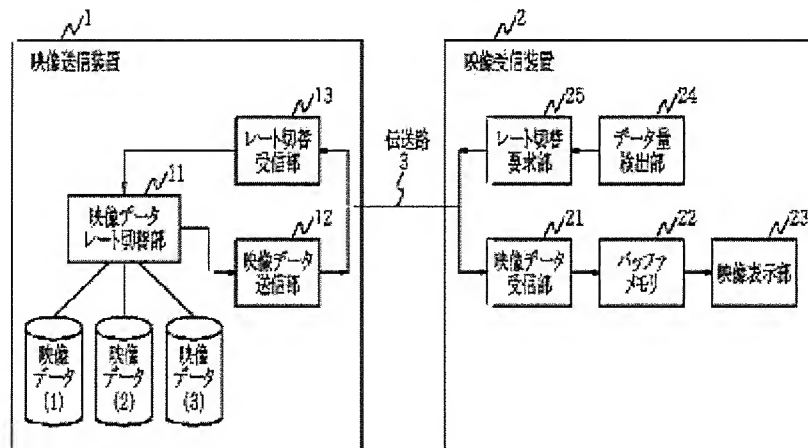 1
映像送信装置
13
レート切替
受信部
11
映像データ
レート切替部
12
映像データ
送信部
映像
データ
(1)
映像
データ
(2)
映像
データ
(3)
伝送路
3
2
映像受信装置
25
レート切替
要求部
24
データ量
検出部
21
映像データ
受信部
22
バッファ
メモリ
23
映像表示部